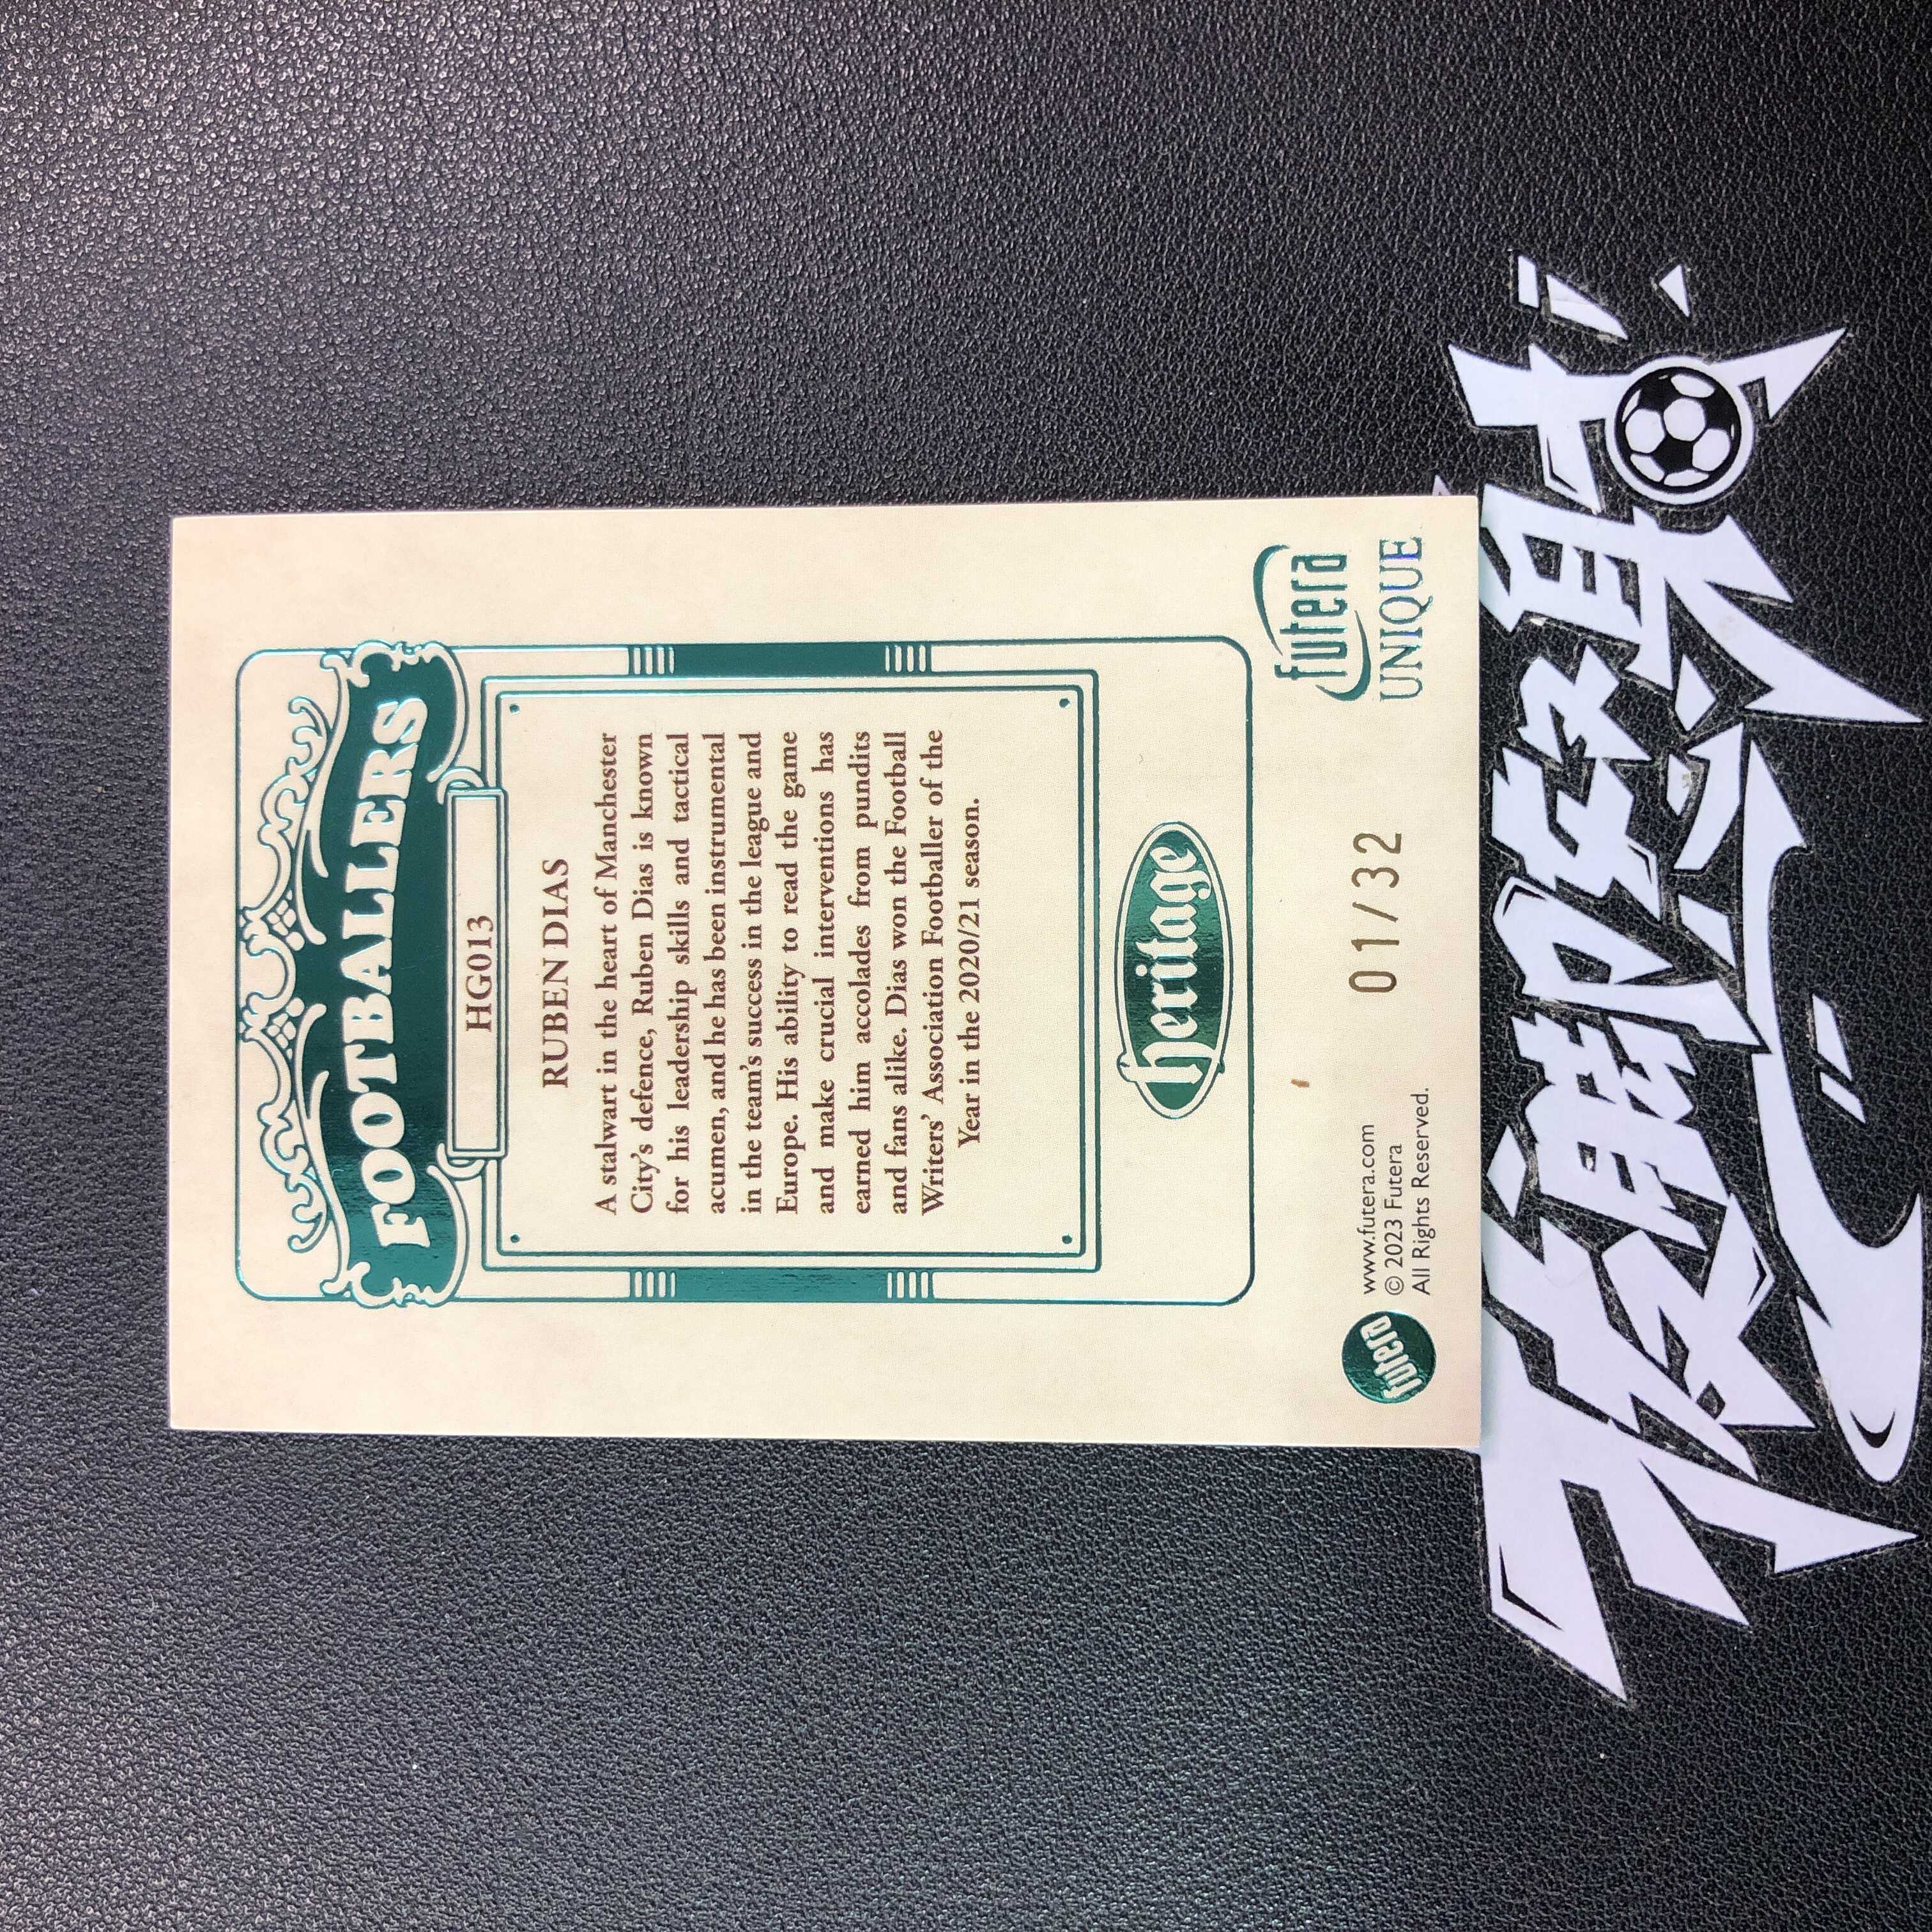 FOOTBALLERS
HG013
RUBEN DIAS
A stalwart in the heart of Manchester
City's defence, Ruben Dias is known
for his leadership skills and tactical
acumen, and he has been instrumental
in the team's success in the league and
Europe. His ability to read the game
and make crucial interventions has
earned him accolades from pundits
and fans alike. Dias won the Football
Writers' Association Footballer of the
Year in the 2020/21 season.
heritage
futera
UNIQUE
01/32
futera
www.futera.com
© 2023 Futera
All Rights Reserved.